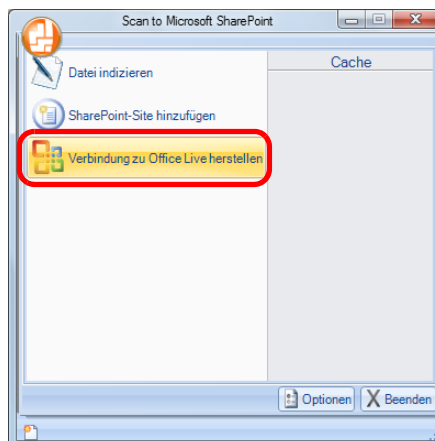 Scan to Microsoft SharePoint
Datei indizieren
Cache
SharePoint-Site hinzufügen
Verbindung zu Office Live herstellen
Optionen
Beenden